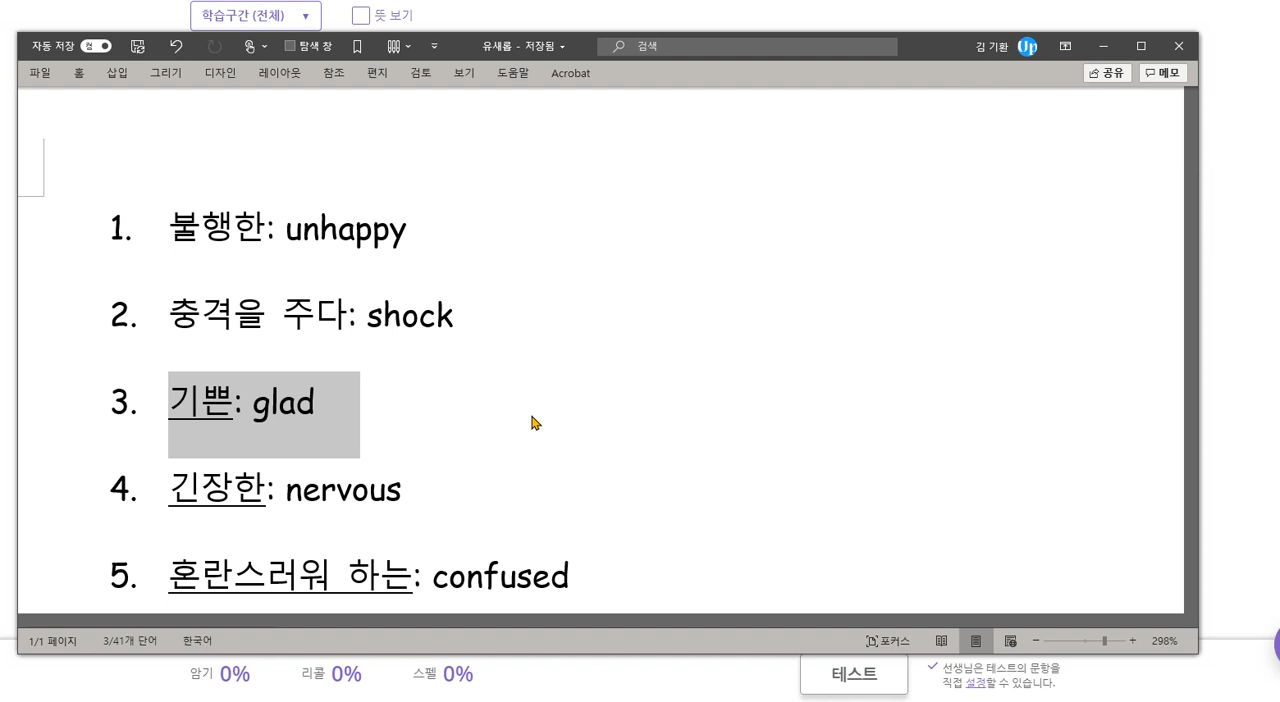 학습구간 (전체) ▼ 뜻 보기
자동 저장 컴 탐색 창 유새롬 - 저장됨 검색 김 기환 Up
파일 홈 삽입 그리기 디자인 레이아웃 참조 편지 검토 보기 도움말 Acrobat 공유 메모
1. 불행한: unhappy
2. 충격을 주다: shock
3. 기쁜: glad
4. 긴장한: nervous
5. 혼란스러워 하는: confused
1/1 페이지 3/41개 단어 한국어 포커스 298%
암기 0% 리콜 0% 스펠 0% 테스트 선생님은 테스트의 문항을
직접 설정할 수 있습니다.